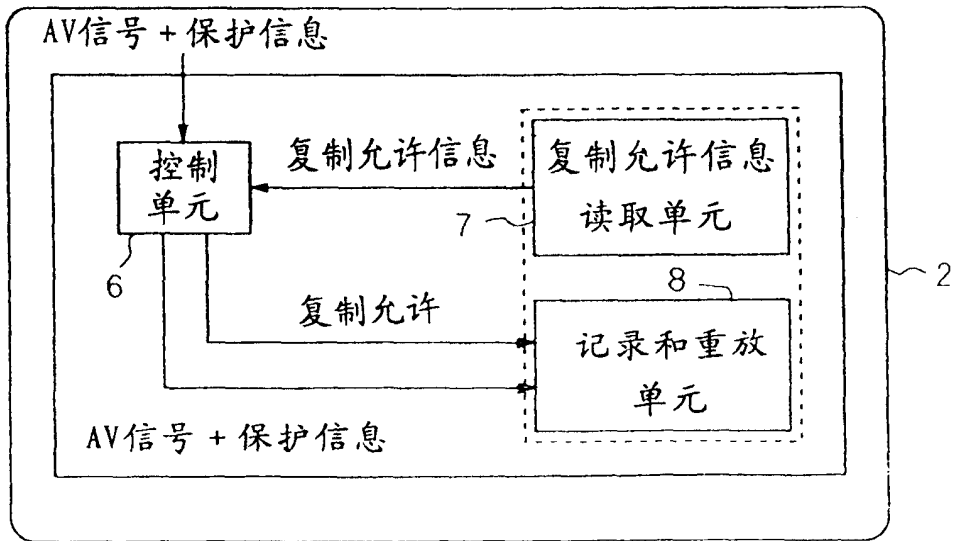 AV信号 + 保护信息
控制
单元
6
复制允许信息
复制允许信息
读取单元
7
2
8
复制允许
记录和重放
单元
AV信号 + 保护信息